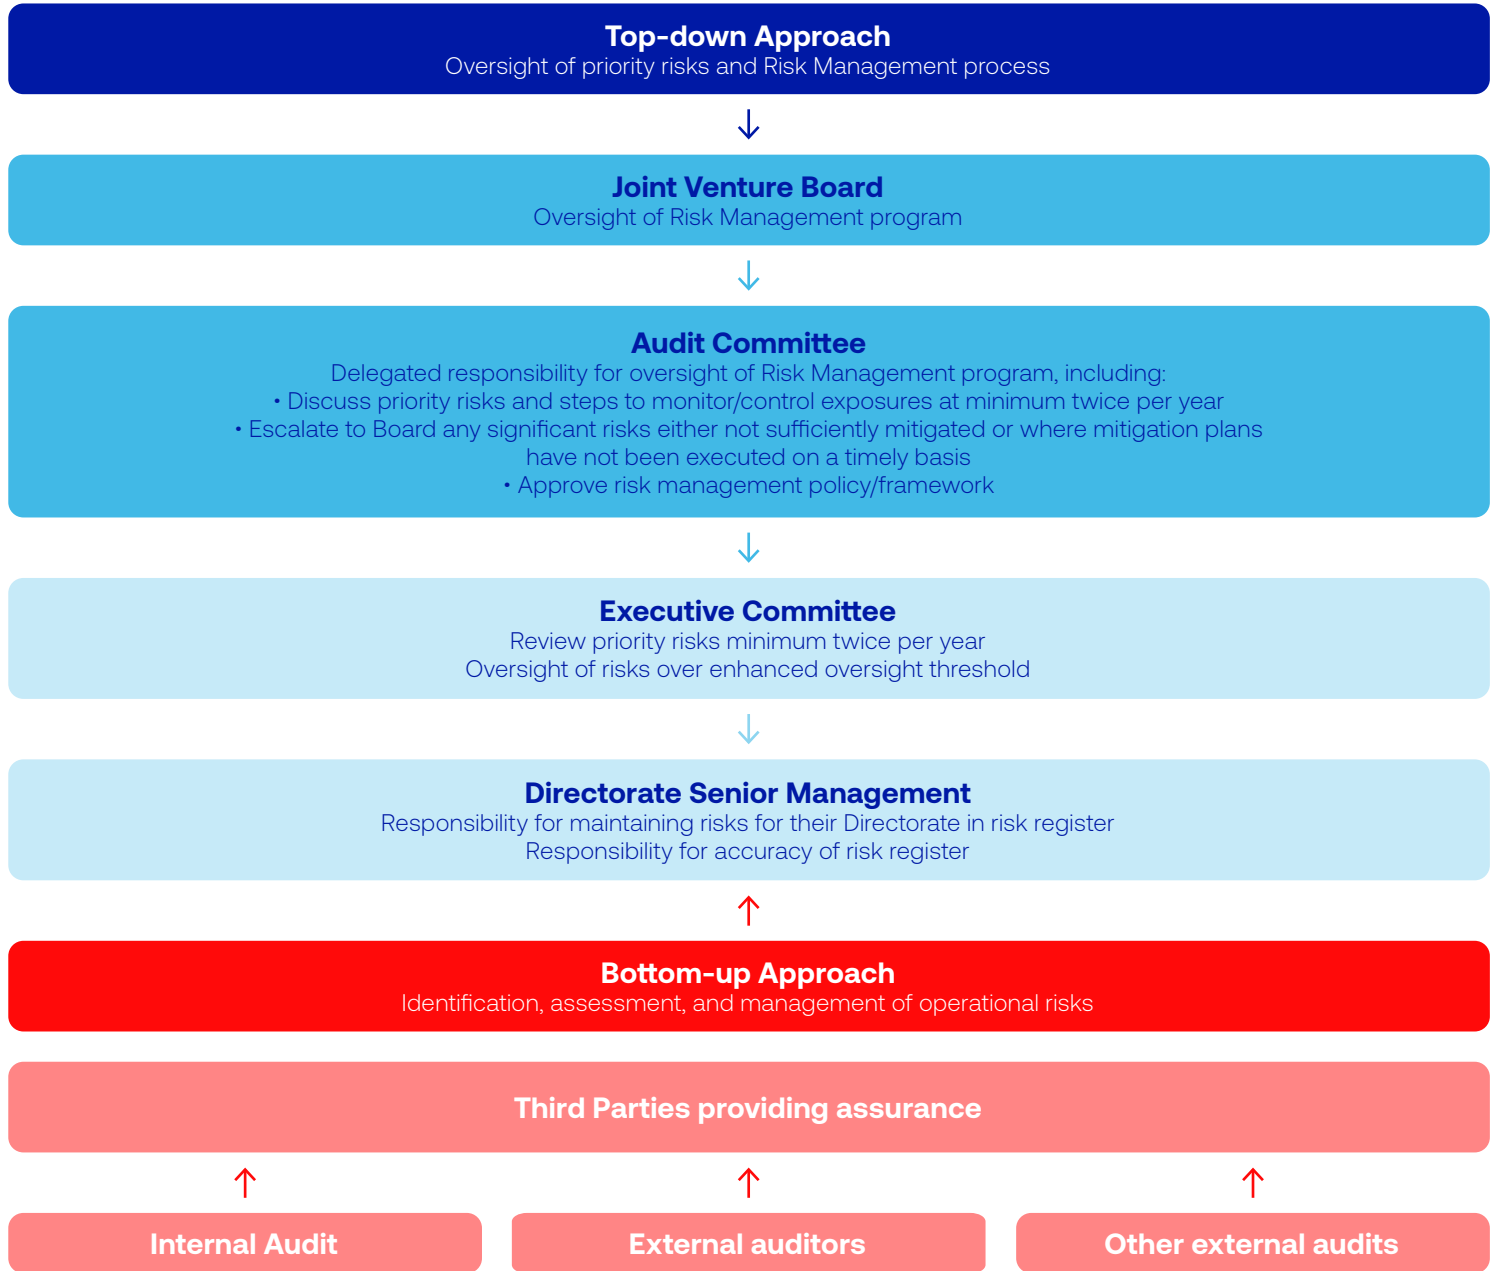 Top-down Approach
Oversight of priority risks and Risk Management process
Joint Venture Board
Oversight of Risk Management program
Audit Committee
Delegated responsibility for oversight of Risk Management program, including:
• Discuss priority risks and steps to monitor/control exposures at minimum twice per year
• Escalate to Board any significant risks either not sufficiently mitigated or where mitigation plans
have not been executed on a timely basis
• Approve risk management policy/framework
Executive Committee
Review priority risks minimum twice per year
Oversight of risks over enhanced oversight threshold
Directorate Senior Management
Responsibility for maintaining risks for their Directorate in risk register
Responsibility for accuracy of risk register
Bottom-up Approach
Identification, assessment, and management of operational risks
Third Parties providing assurance
Internal Audit
External auditors
Other external audits